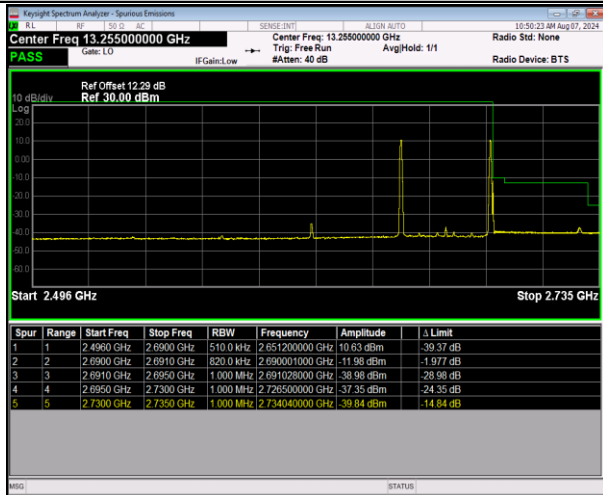 Keysight Spectrum Analyzer - Spurious Emissions
RL RF 50 Ω AC SENSE:INT ALIGN AUTO 10:50:23 AM Aug 07, 2024
Center Freq 13.255000000 GHz Center Freq: 13.255000000 GHz Radio Std: None
PASS Gate: LO IFGain:Low Trig: Free Run Avg|Hold: 1/1
#Atten: 40 dB Radio Device: BTS
Ref Offset 12.29 dB
10 dB/div Ref 30.00 dBm
Log
20.0
10.0
0.00
-10.0
-20.0
-30.0
-40.0
-50.0
-60.0
Start 2.496 GHz Stop 2.735 GHz
Spur Range Start Freq Stop Freq RBW Frequency Amplitude Δ Limit
1 1 2.4960 GHz 2.6900 GHz 510.0 kHz 2.651200000 GHz 10.63 dBm -39.37 dB
2 2 2.6900 GHz 2.6910 GHz 820.0 kHz 2.690001000 GHz -11.98 dBm -1.977 dB
3 3 2.6910 GHz 2.6950 GHz 1.000 MHz 2.691028000 GHz -38.98 dBm -28.98 dB
4 4 2.6950 GHz 2.7300 GHz 1.000 MHz 2.726500000 GHz -37.35 dBm -24.35 dB
5 5 2.7300 GHz 2.7350 GHz 1.000 MHz 2.734040000 GHz -39.84 dBm -14.84 dB
MSG STATUS